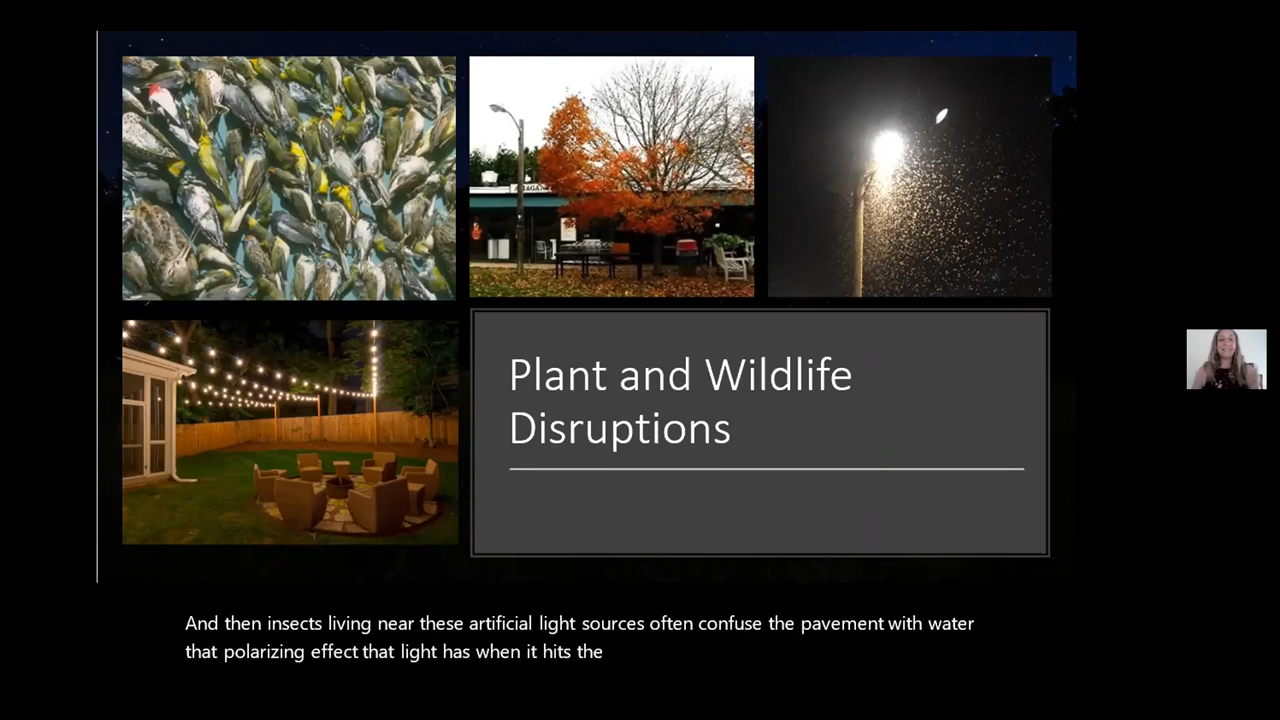 Plant and Wildlife
Disruptions
And then insects living near these artificial light sources often confuse the pavement with water
that polarizing effect that light has when it hits the